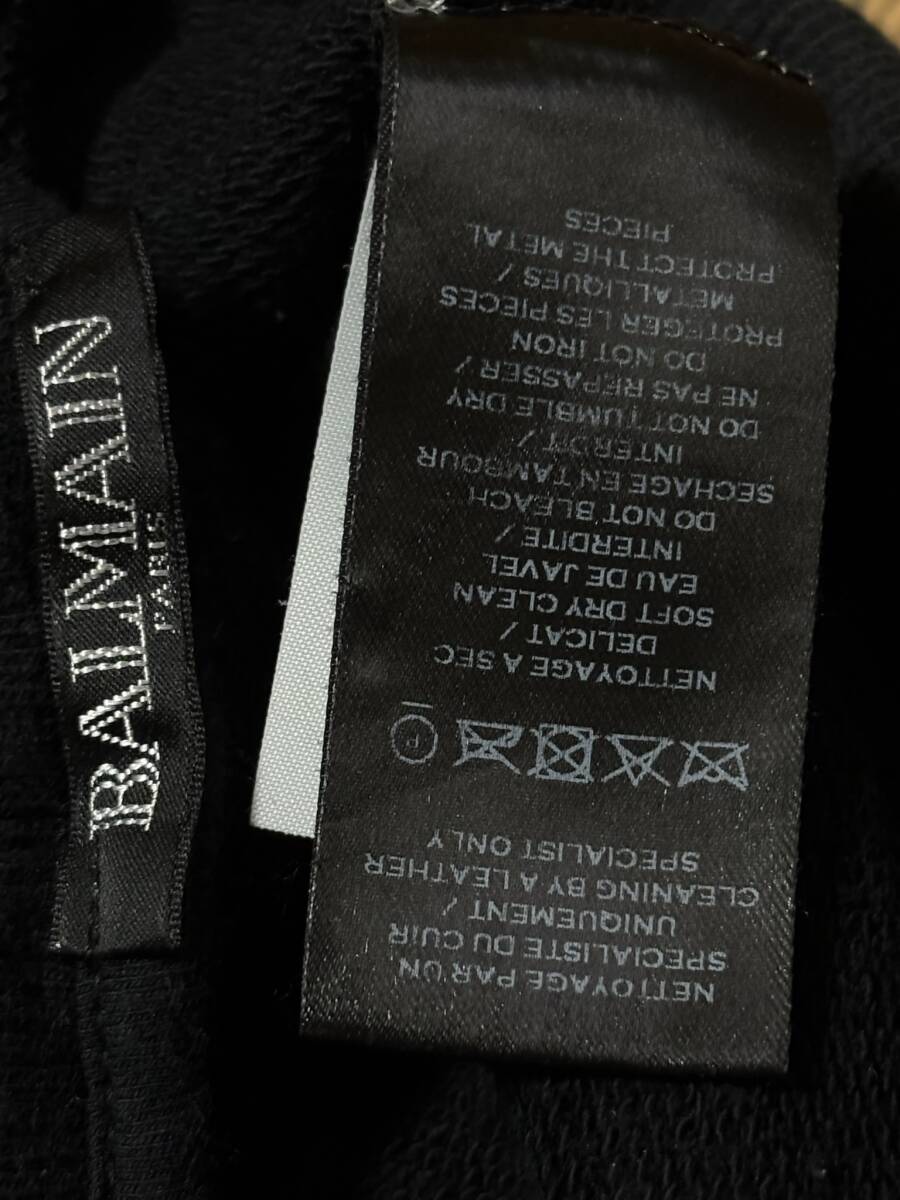 BALMAIN
PARIS
NETTOYAGE PAR UN
SPECIALISTE DU CUIR
UNIQUEMENT /
CLEANING BY A LEATHER
SPECIALIST ONLY
P
NETTOYAGE A SEC
DELICAT /
SOFT DRY CLEAN
EAU DE JAVEL
INTERDITE /
DO NOT BLEACH
SECHAGE EN TAMBOUR
INTERDIT /
DO NOT TUMBLE DRY
NE PAS REPASSER /
DO NOT IRON
PROTEGER LES PIECES
METALLIQUES /
PROTECT THE METAL
PIECES